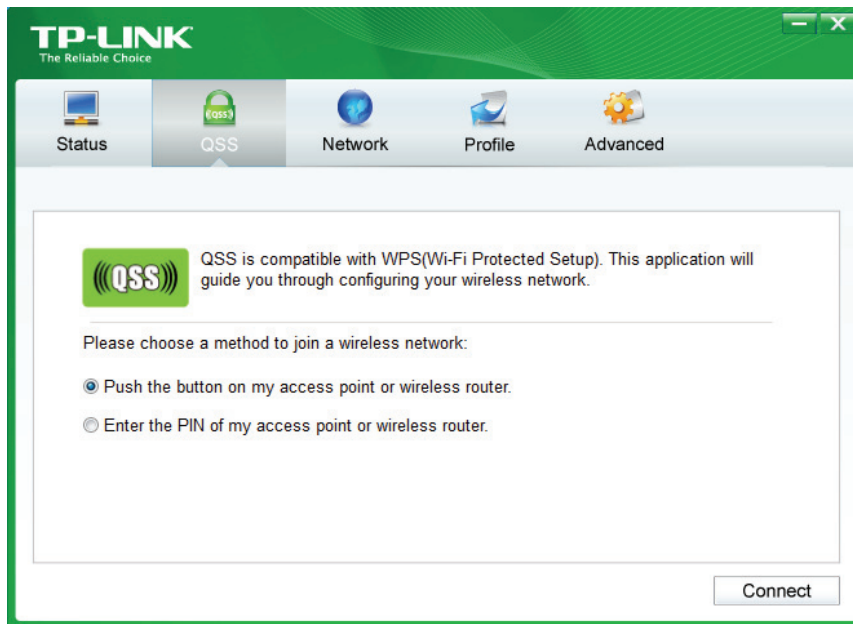 TP-LINK
The Reliable Choice
QSS
Status
QSS
Network
Profile
Advanced
QSS
QSS is compatible with WPS(Wi-Fi Protected Setup). This application will
guide you through configuring your wireless network.
Please choose a method to join a wireless network:
Push the button on my access point or wireless router.
Enter the PIN of my access point or wireless router.
Connect